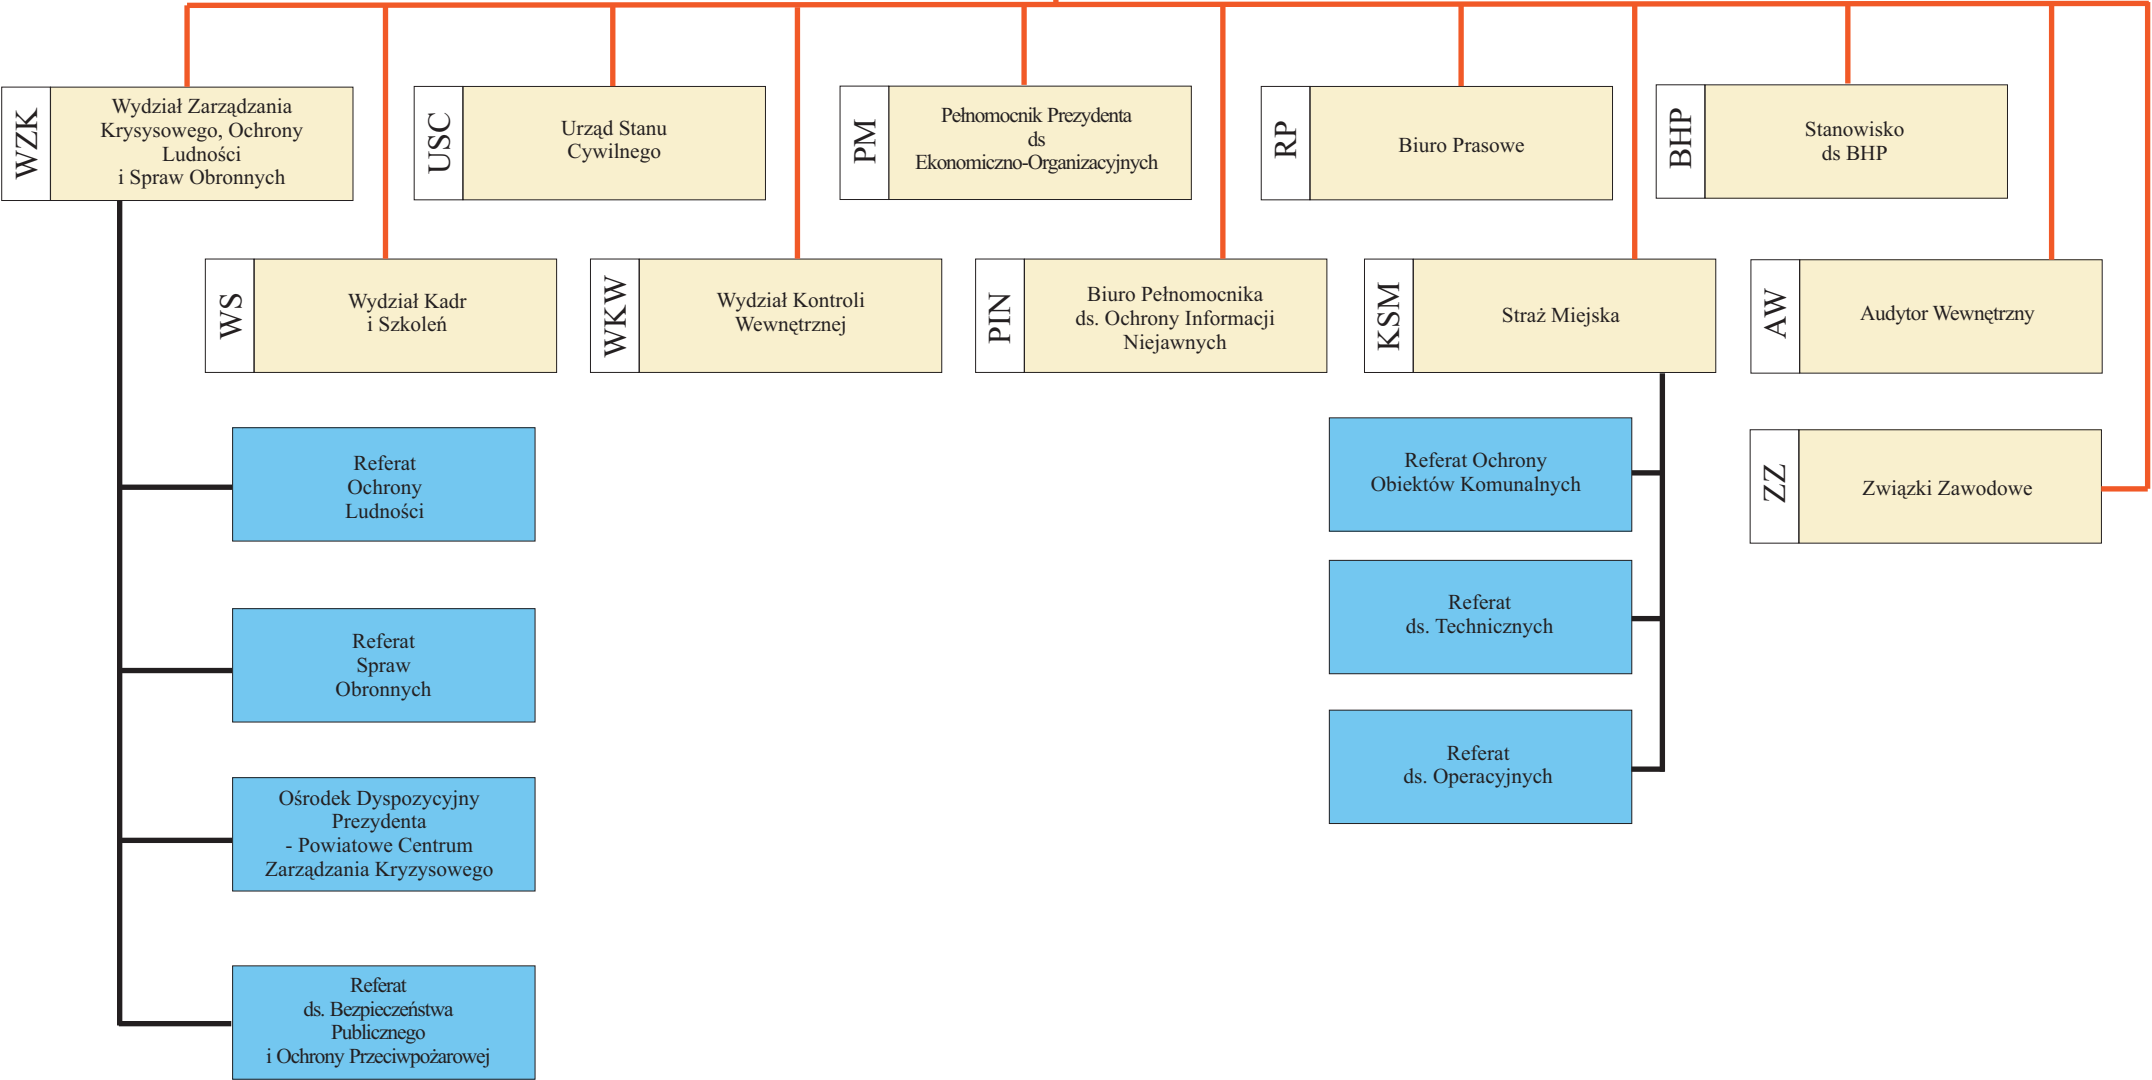 WZK
Wydział Zarządzania
Krysysowego, Ochrony
Ludności
i Spraw Obronnych
USC
Urząd Stanu
Cywilnego
PM
Pełnomocnik Prezydenta
ds
Ekonomiczno-Organizacyjnych
RP
Biuro Prasowe
BHP
Stanowisko
ds BHP
WS
Wydział Kadr
i Szkoleń
WKW
Wydział Kontroli
Wewnętrznej
PIN
Biuro Pełnomocnika
ds. Ochrony Informacji
Niejawnych
KSM
Straż Miejska
AW
Audytor Wewnętrzny
ZZ
Związki Zawodowe
Referat
Ochrony
Ludności
Referat
Spraw
Obronnych
Ośrodek Dyspozycyjny
Prezydenta
- Powiatowe Centrum
Zarządzania Kryzysowego
Referat
ds. Bezpieczeństwa
Publicznego
i Ochrony Przeciwpożarowej
Referat Ochrony
Obiektów Komunalnych
Referat
ds. Technicznych
Referat
ds. Operacyjnych